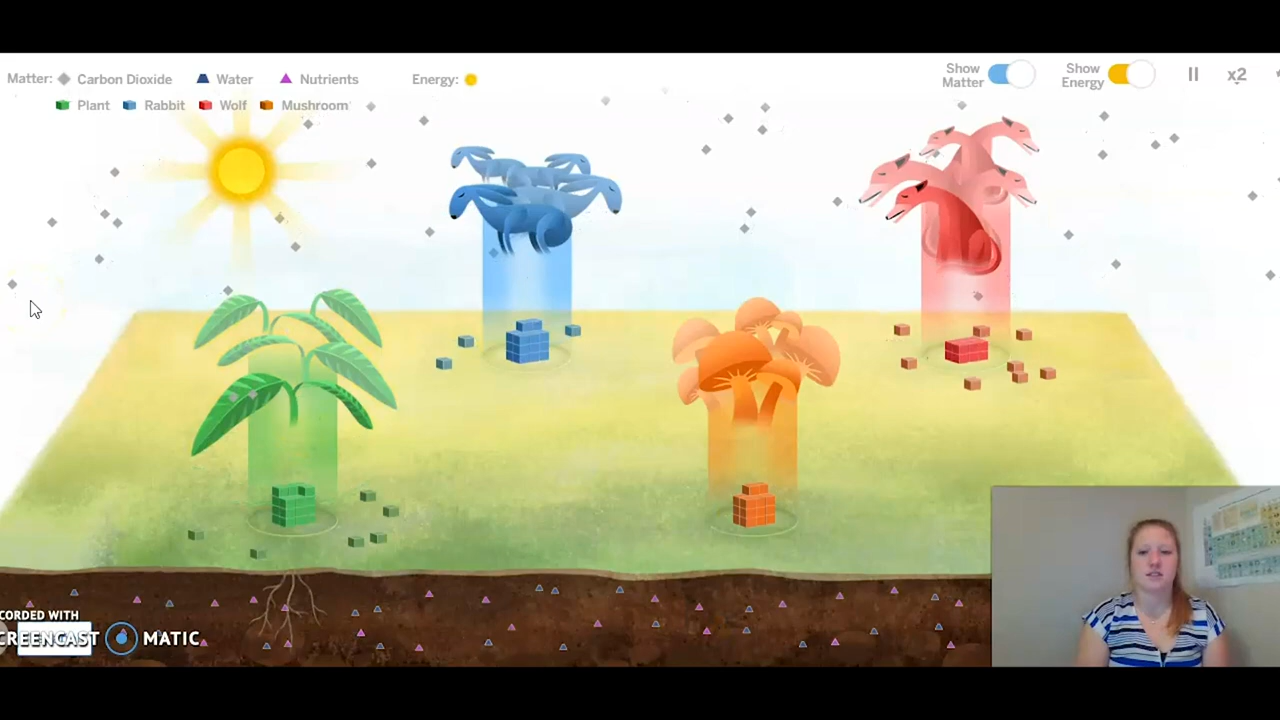 Matter: Carbon Dioxide Water Nutrients Energy:
Plant Rabbit Wolf Mushroom
Show Matter
Show Energy
x2
CORDED WITH
CREENCAST MATIC